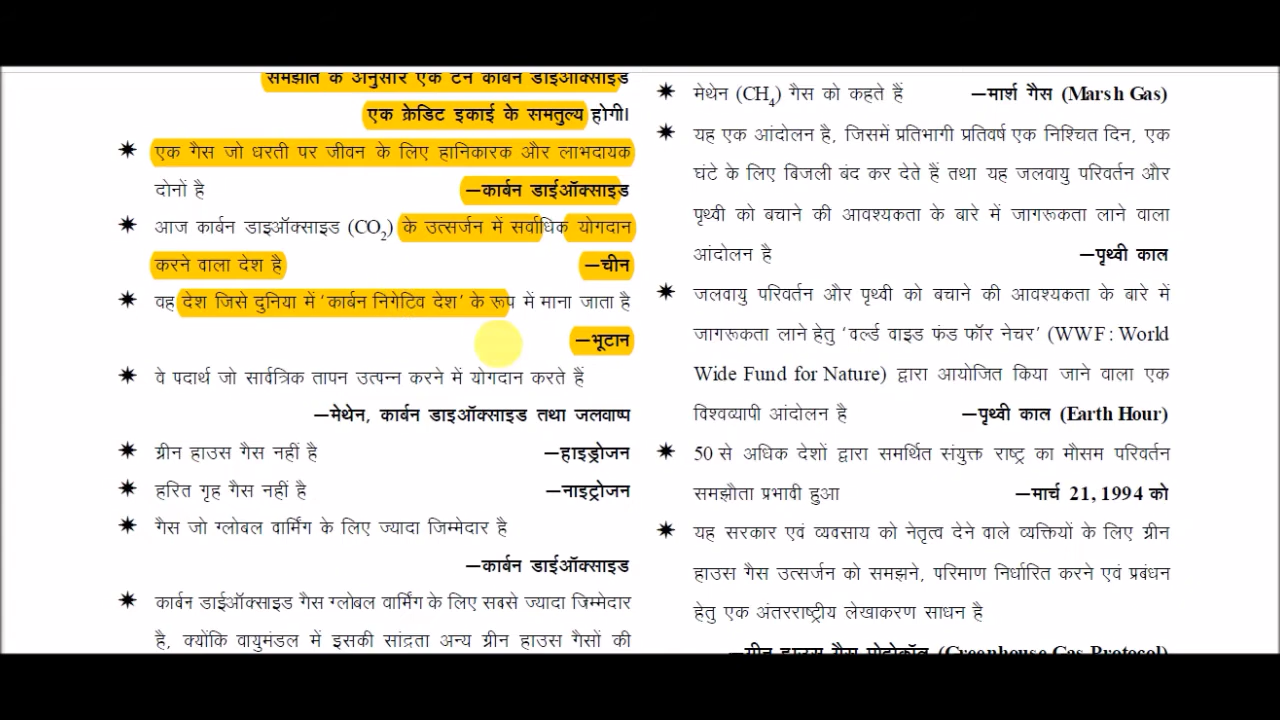 समझौते के अनुसार एक टन कार्बन डाईऑक्साइड
एक क्रेडिट इकाई के समतुल्य होगी।
✷ एक गैस जो धरती पर जीवन के लिए हानिकारक और लाभदायक
दोनों है –कार्बन डाईऑक्साइड
✷ आज कार्बन डाइऑक्साइड (CO₂) के उत्सर्जन में सर्वाधिक योगदान
करने वाला देश है –चीन
✷ वह देश जिसे दुनिया में 'कार्बन निगेटिव देश' के रूप में माना जाता है
–भूटान
✷ वे पदार्थ जो सार्वत्रिक तापन उत्पन्न करने में योगदान करते हैं
–मेथेन, कार्बन डाइऑक्साइड तथा जलवाष्प
✷ ग्रीन हाउस गैस नहीं है –हाइड्रोजन
✷ हरित गृह गैस नहीं है –नाइट्रोजन
✷ गैस जो ग्लोबल वार्मिंग के लिए ज्यादा जिम्मेदार है
–कार्बन डाईऑक्साइड
✷ कार्बन डाईऑक्साइड गैस ग्लोबल वार्मिंग के लिए सबसे ज्यादा जिम्मेदार
है, क्योंकि वायुमंडल में इसकी सांद्रता अन्य ग्रीन हाउस गैसों की
✷ मेथेन (CH₄) गैस को कहते हैं –मार्श गैस (Marsh Gas)
✷ यह एक आंदोलन है, जिसमें प्रतिभागी प्रतिवर्ष एक निश्चित दिन, एक
घंटे के लिए बिजली बंद कर देते हैं तथा यह जलवायु परिवर्तन और
पृथ्वी को बचाने की आवश्यकता के बारे में जागरूकता लाने वाला
आंदोलन है –पृथ्वी काल
✷ जलवायु परिवर्तन और पृथ्वी को बचाने की आवश्यकता के बारे में
जागरूकता लाने हेतु 'वर्ल्ड वाइड फंड फॉर नेचर' (WWF : World
Wide Fund for Nature) द्वारा आयोजित किया जाने वाला एक
विश्वव्यापी आंदोलन है –पृथ्वी काल (Earth Hour)
✷ 50 से अधिक देशों द्वारा समर्थित संयुक्त राष्ट्र का मौसम परिवर्तन
समझौता प्रभावी हुआ –मार्च 21, 1994 को
✷ यह सरकार एवं व्यवसाय को नेतृत्व देने वाले व्यक्तियों के लिए ग्रीन
हाउस गैस उत्सर्जन को समझने, परिमाण निर्धारित करने एवं प्रबंधन
हेतु एक अंतरराष्ट्रीय लेखाकरण साधन है
–ग्रीन हाउस गैस प्रोटोकॉल (Greenhouse Gas Protocol)